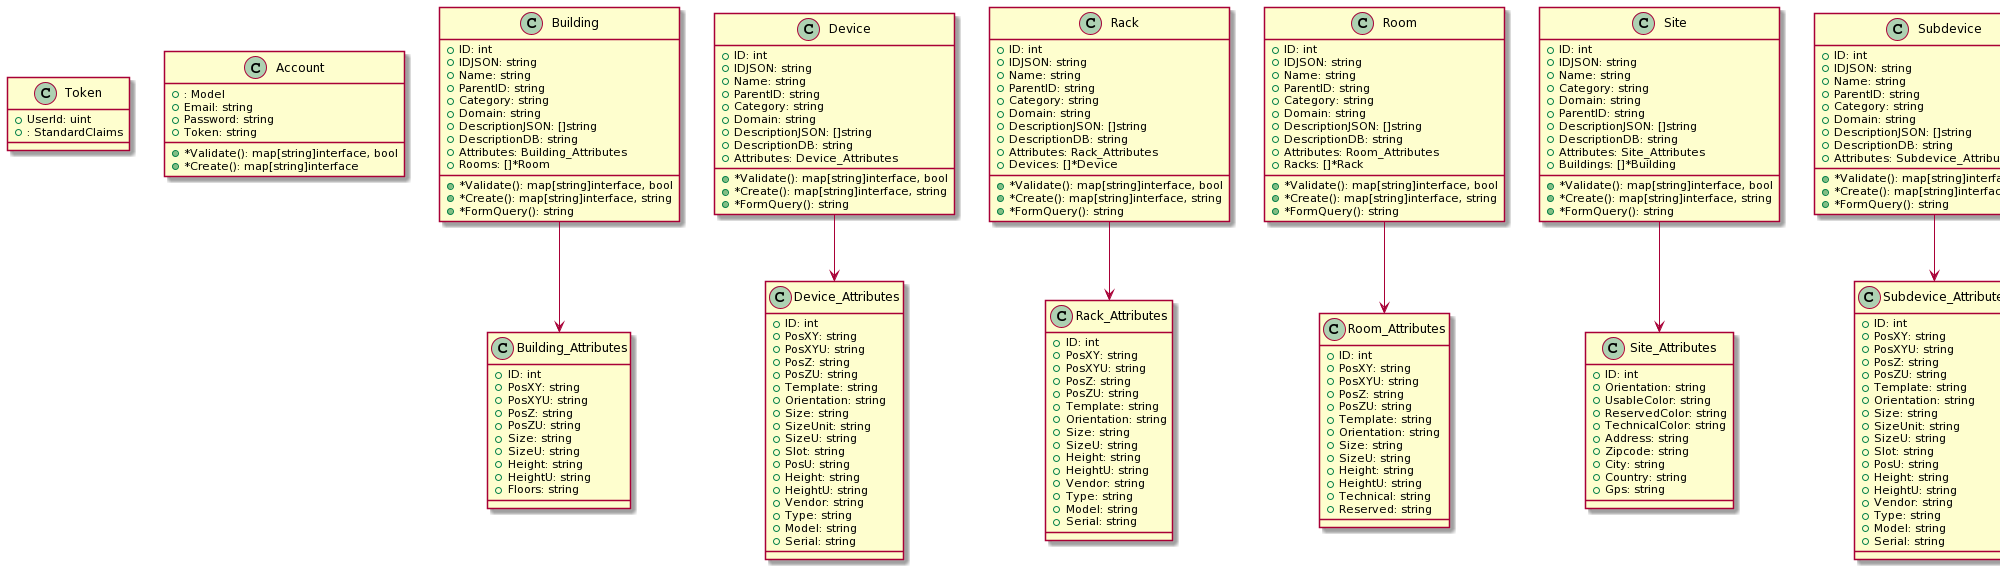 Token
UserId: uint
: StandardClaims
Account
: Model
Email: string
Password: string
Token: string
*Validate(): map[string]interface, bool
*Create(): map[string]interface
Building
ID: int
IDJSON: string
Name: string
ParentID: string
Category: string
Domain: string
DescriptionJSON: []string
DescriptionDB: string
Attributes: Building_Attributes
Rooms: []*Room
*Validate(): map[string]interface, bool
*Create(): map[string]interface, string
*FormQuery(): string
Device
ID: int
IDJSON: string
Name: string
ParentID: string
Category: string
Domain: string
DescriptionJSON: []string
DescriptionDB: string
Attributes: Device_Attributes
*Validate(): map[string]interface, bool
*Create(): map[string]interface, string
*FormQuery(): string
Rack
ID: int
IDJSON: string
Name: string
ParentID: string
Category: string
Domain: string
DescriptionJSON: []string
DescriptionDB: string
Attributes: Rack_Attributes
Devices: []*Device
*Validate(): map[string]interface, bool
*Create(): map[string]interface, string
*FormQuery(): string
Room
ID: int
IDJSON: string
Name: string
ParentID: string
Category: string
Domain: string
DescriptionJSON: []string
DescriptionDB: string
Attributes: Room_Attributes
Racks: []*Rack
*Validate(): map[string]interface, bool
*Create(): map[string]interface, string
*FormQuery(): string
Site
ID: int
IDJSON: string
Name: string
Category: string
Domain: string
ParentID: string
DescriptionJSON: []string
DescriptionDB: string
Attributes: Site_Attributes
Buildings: []*Building
*Validate(): map[string]interface, bool
*Create(): map[string]interface, string
*FormQuery(): string
Subdevice
ID: int
IDJSON: string
Name: string
ParentID: string
Category: string
Domain: string
DescriptionJSON: []string
DescriptionDB: string
Attributes: Subdevice_Attribu
*Validate(): map[string]interfa
*Create(): map[string]interfac
*FormQuery(): string
Building_Attributes
ID: int
PosXY: string
PosXYU: string
PosZ: string
PosZU: string
Size: string
SizeU: string
Height: string
HeightU: string
Floors: string
Device_Attributes
ID: int
PosXY: string
PosXYU: string
PosZ: string
PosZU: string
Template: string
Orientation: string
Size: string
SizeUnit: string
SizeU: string
Slot: string
PosU: string
Height: string
HeightU: string
Vendor: string
Type: string
Model: string
Serial: string
Rack_Attributes
ID: int
PosXY: string
PosXYU: string
PosZ: string
PosZU: string
Template: string
Orientation: string
Size: string
SizeU: string
Height: string
HeightU: string
Vendor: string
Type: string
Model: string
Serial: string
Room_Attributes
ID: int
PosXY: string
PosXYU: string
PosZ: string
PosZU: string
Template: string
Orientation: string
Size: string
SizeU: string
Height: string
HeightU: string
Technical: string
Reserved: string
Site_Attributes
ID: int
Orientation: string
UsableColor: string
ReservedColor: string
TechnicalColor: string
Address: string
Zipcode: string
City: string
Country: string
Gps: string
Subdevice_Attribute
ID: int
PosXY: string
PosXYU: string
PosZ: string
PosZU: string
Template: string
Orientation: string
Size: string
SizeUnit: string
SizeU: string
Slot: string
PosU: string
Height: string
HeightU: string
Vendor: string
Type: string
Model: string
Serial: string